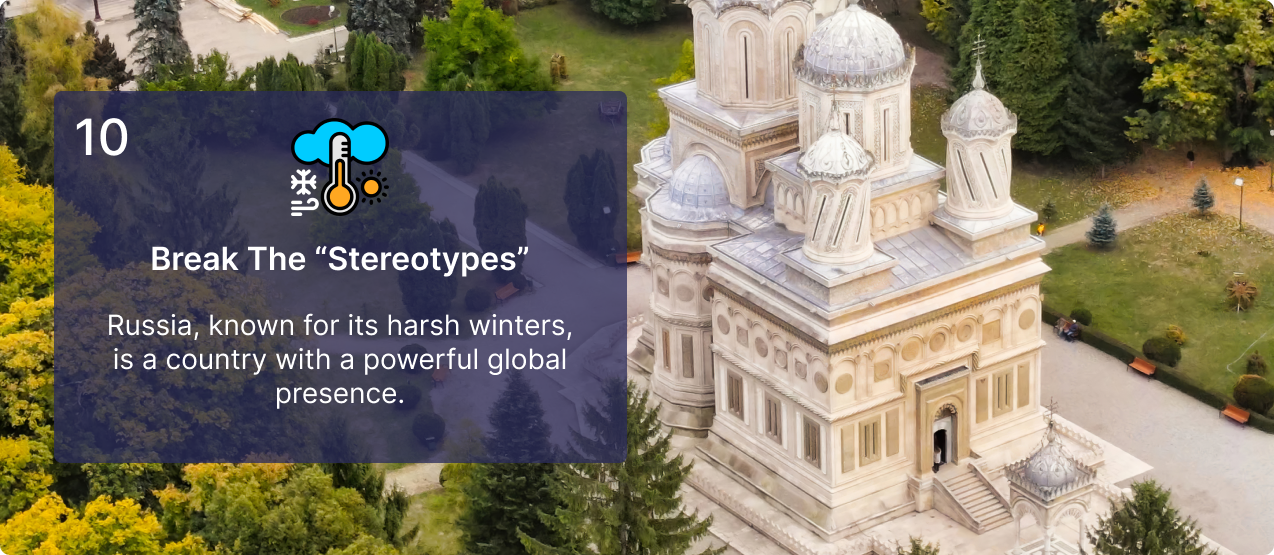 10
Break The “Stereotypes”
Russia, known for its harsh winters,
is a country with a powerful global
presence.